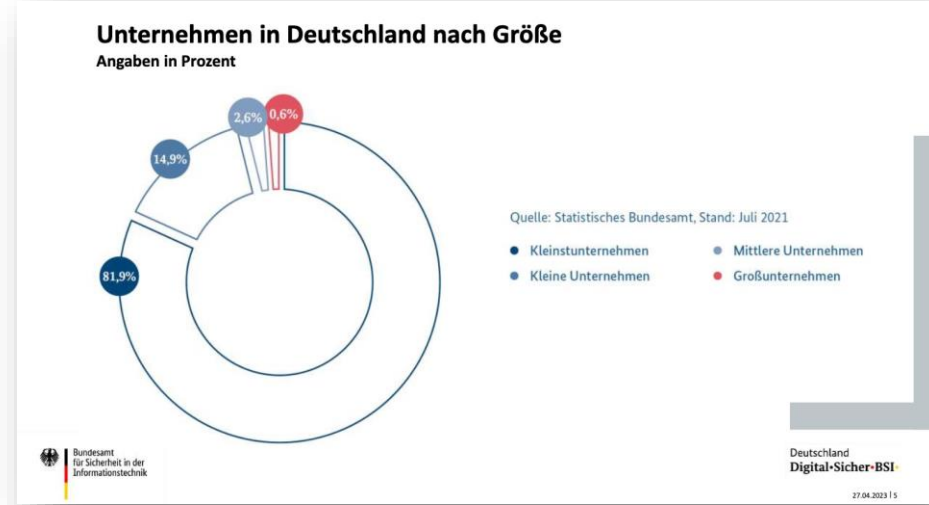 Unternehmen in Deutschland nach Größe
Angaben in Prozent
2,6%
0,6%
14,9%
81,9%
Quelle: Statistisches Bundesamt, Stand: Juli 2021
Kleinstunternehmen
Mittlere Unternehmen
Kleine Unternehmen
Großunternehmen
Bundesamt
für Sicherheit in der
Informationstechnik
Deutschland
Digital•Sicher•BSI•
27.04.2023 | 5